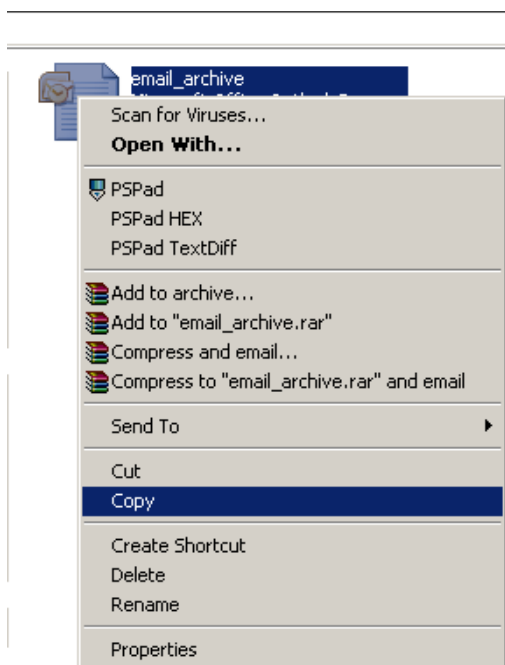 email_archive
Scan for Viruses...
Open With...
PSPad
PSPad HEX
PSPad TextDiff
Add to archive...
Add to "email_archive.rar"
Compress and email...
Compress to "email_archive.rar" and email
Send To
Cut
Copy
Create Shortcut
Delete
Rename
Properties